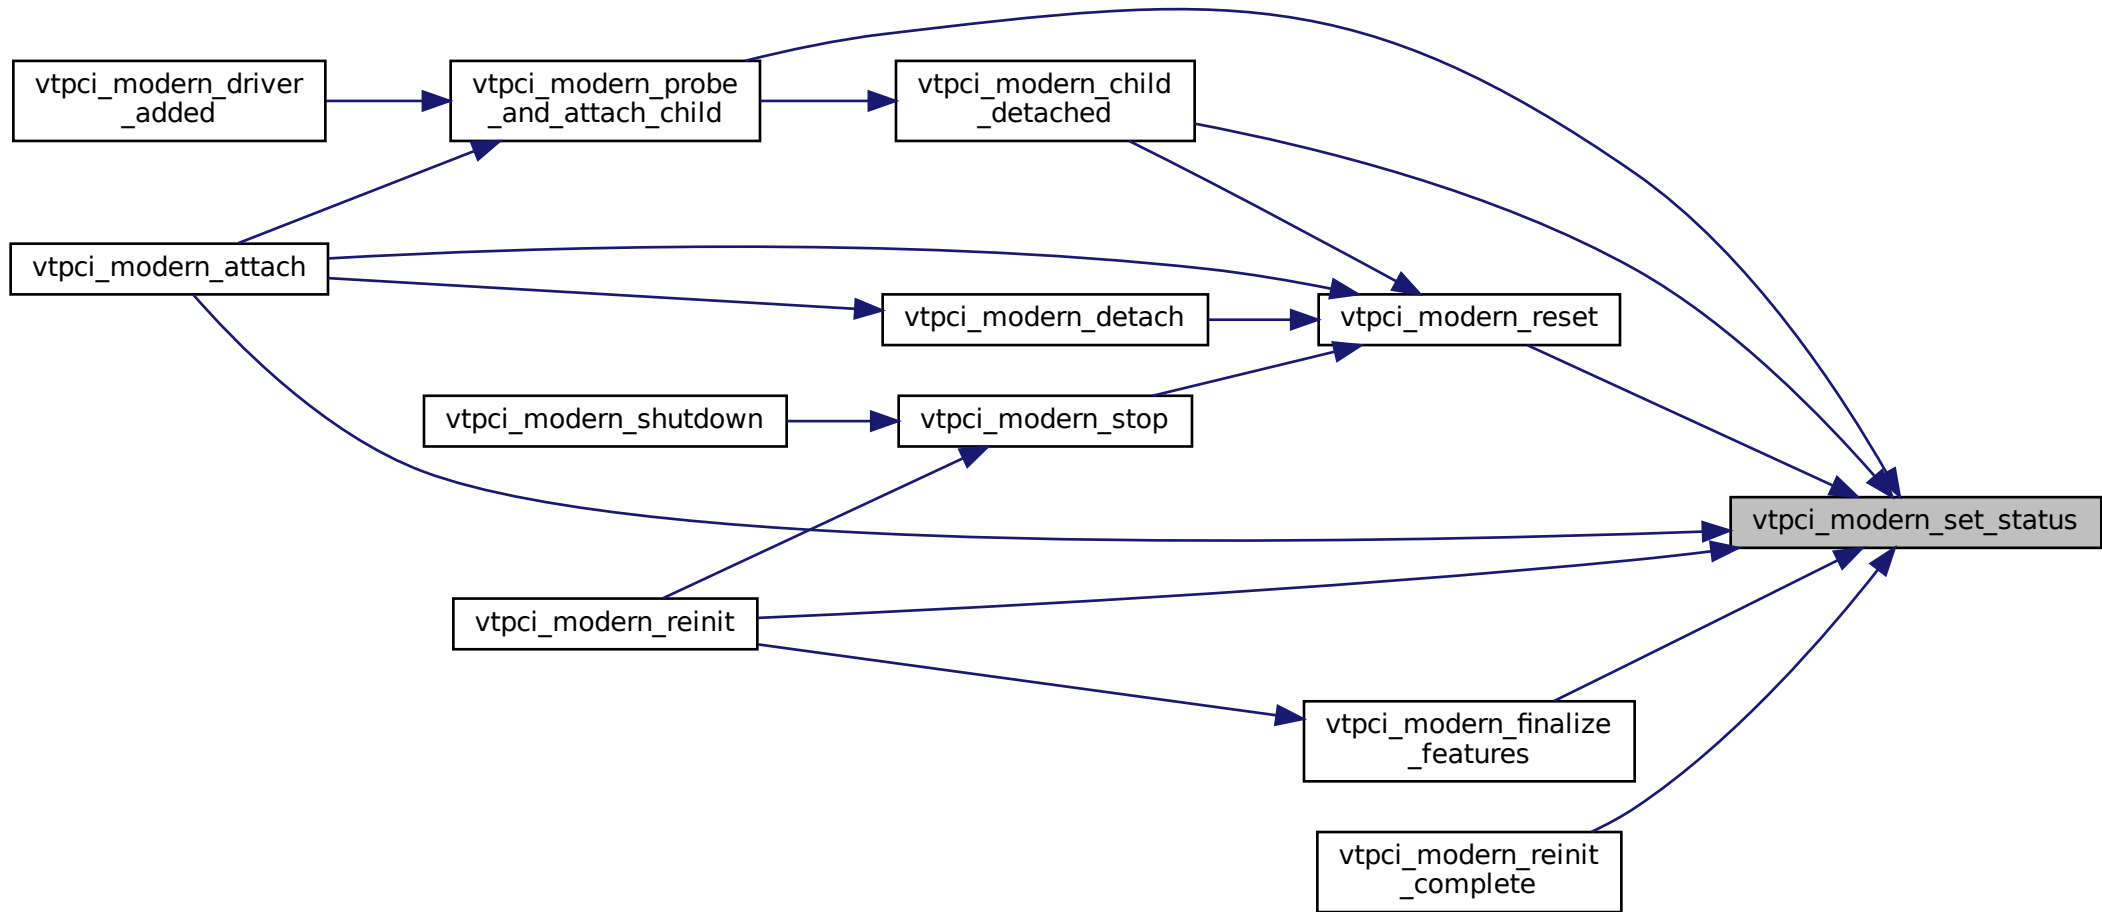 vtpci_modern_driver
_added
vtpci_modern_probe
_and_attach_child
vtpci_modern_child
_detached
vtpci_modern_attach
vtpci_modern_detach
vtpci_modern_reset
vtpci_modern_shutdown
vtpci_modern_stop
vtpci_modern_set_status
vtpci_modern_reinit
vtpci_modern_finalize
_features
vtpci_modern_reinit
_complete